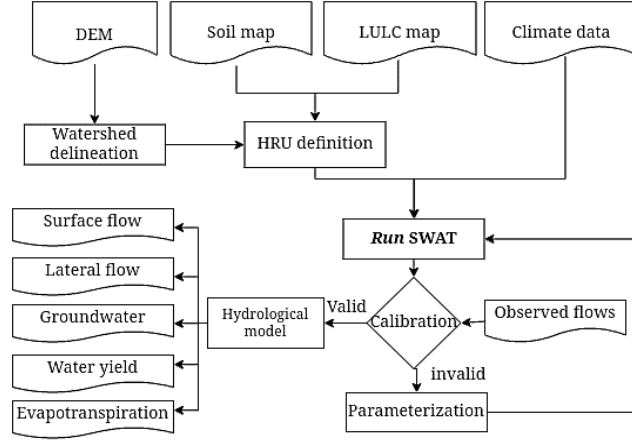 DEM
Soil map
LULC map
Climate data
Watershed
delineation
HRU definition
Surface flow
Run SWAT
Lateral flow
Groundwater
Hydrological
model
Valid
Calibration
Observed flows
Water yield
invalid
Evapotranspiration
Parameterization